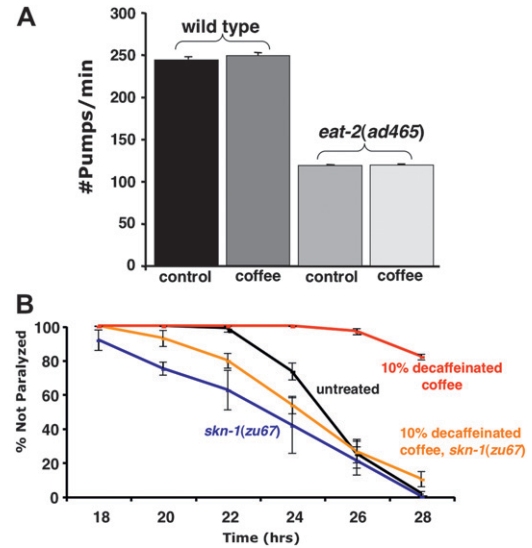 A
#Pumps/min
300
250
200
150
100
50
0
wild type
eat-2(ad465)
control coffee control coffee
B
% Not Paralyzed
100
80
60
40
20
0
10% decaffeinated
coffee
untreated
skn-1(zu67)
10% decaffeinated
coffee, skn-1(zu67)
18 20 22 24 26 28
Time (hrs)